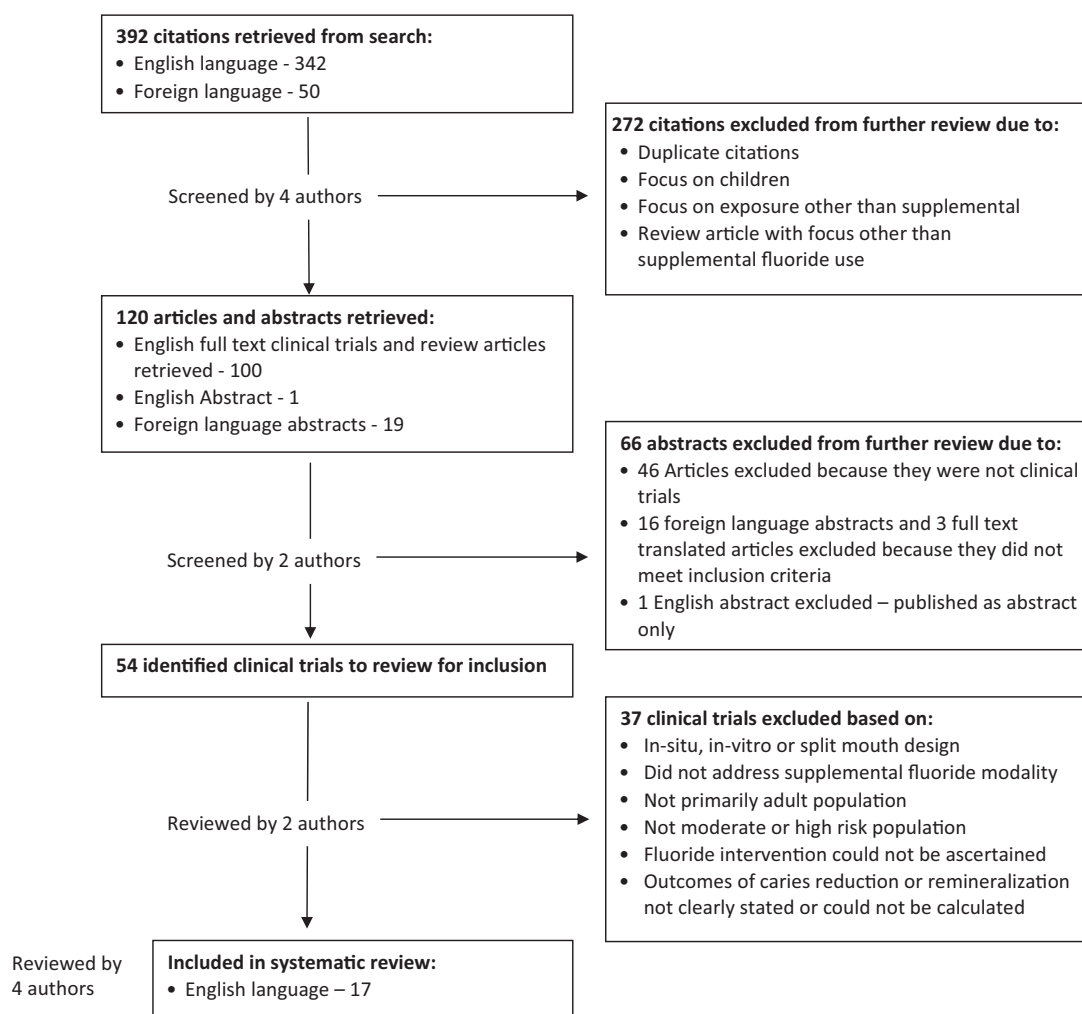 392 citations retrieved from search:
• English language - 342
• Foreign language - 50
272 citations excluded from further review due to:
• Duplicate citations
• Focus on children
• Focus on exposure other than supplemental
• Review article with focus other than
supplemental fluoride use
Screened by 4 authors
120 articles and abstracts retrieved:
• English full text clinical trials and review articles
retrieved - 100
• English Abstract - 1
• Foreign language abstracts - 19
66 abstracts excluded from further review due to:
• 46 Articles excluded because they were not clinical
trials
• 16 foreign language abstracts and 3 full text
translated articles excluded because they did not
meet inclusion criteria
• 1 English abstract excluded – published as abstract
only
Screened by 2 authors
54 identified clinical trials to review for inclusion
37 clinical trials excluded based on:
• In-situ, in-vitro or split mouth design
• Did not address supplemental fluoride modality
• Not primarily adult population
• Not moderate or high risk population
• Fluoride intervention could not be ascertained
• Outcomes of caries reduction or remineralization
not clearly stated or could not be calculated
Reviewed by 2 authors
Reviewed by
4 authors
Included in systematic review:
• English language – 17